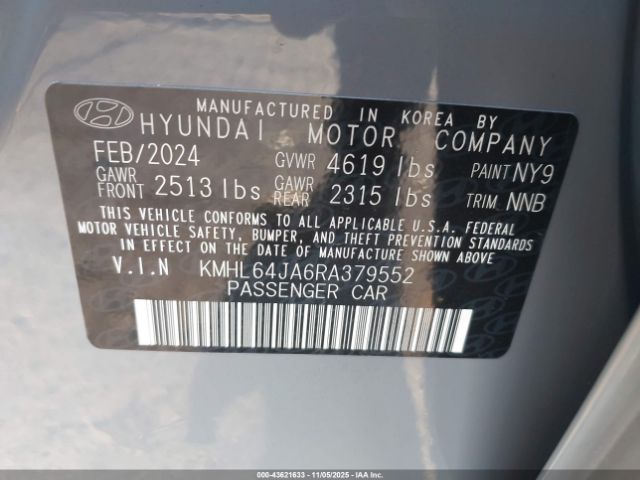 MANUFACTURED IN KOREA BY
HYUNDAI MOTOR COMPANY
FEB/2024 GVWR 4619 lbs PAINT NY9
GAWR FRONT 2513 lbs GAWR REAR 2315 lbs TRIM NNB
THIS VEHICLE CONFORMS TO ALL APPLICABLE U.S.A. FEDERAL
MOTOR VEHICLE SAFETY, BUMPER, AND THEFT PREVENTION STANDARDS
IN EFFECT ON THE DATE OF MANUFACTURE SHOWN ABOVE
V.I.N KMHL64JA6RA379552
PASSENGER CAR
000-43621633 - 11/05/2025 - IAAI.COM